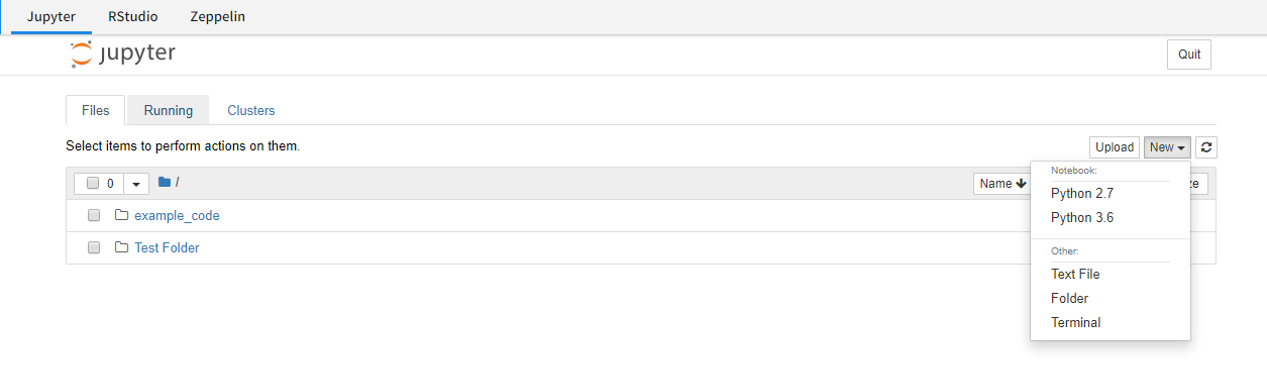 Jupyter RStudio Zeppelin
jupyter Quit
Files Running Clusters
Select items to perform actions on them. Upload New
0 / Name ze
Notebook:
Python 2.7
example_code Python 3.6
Test Folder Other:
Text File
Folder
Terminal